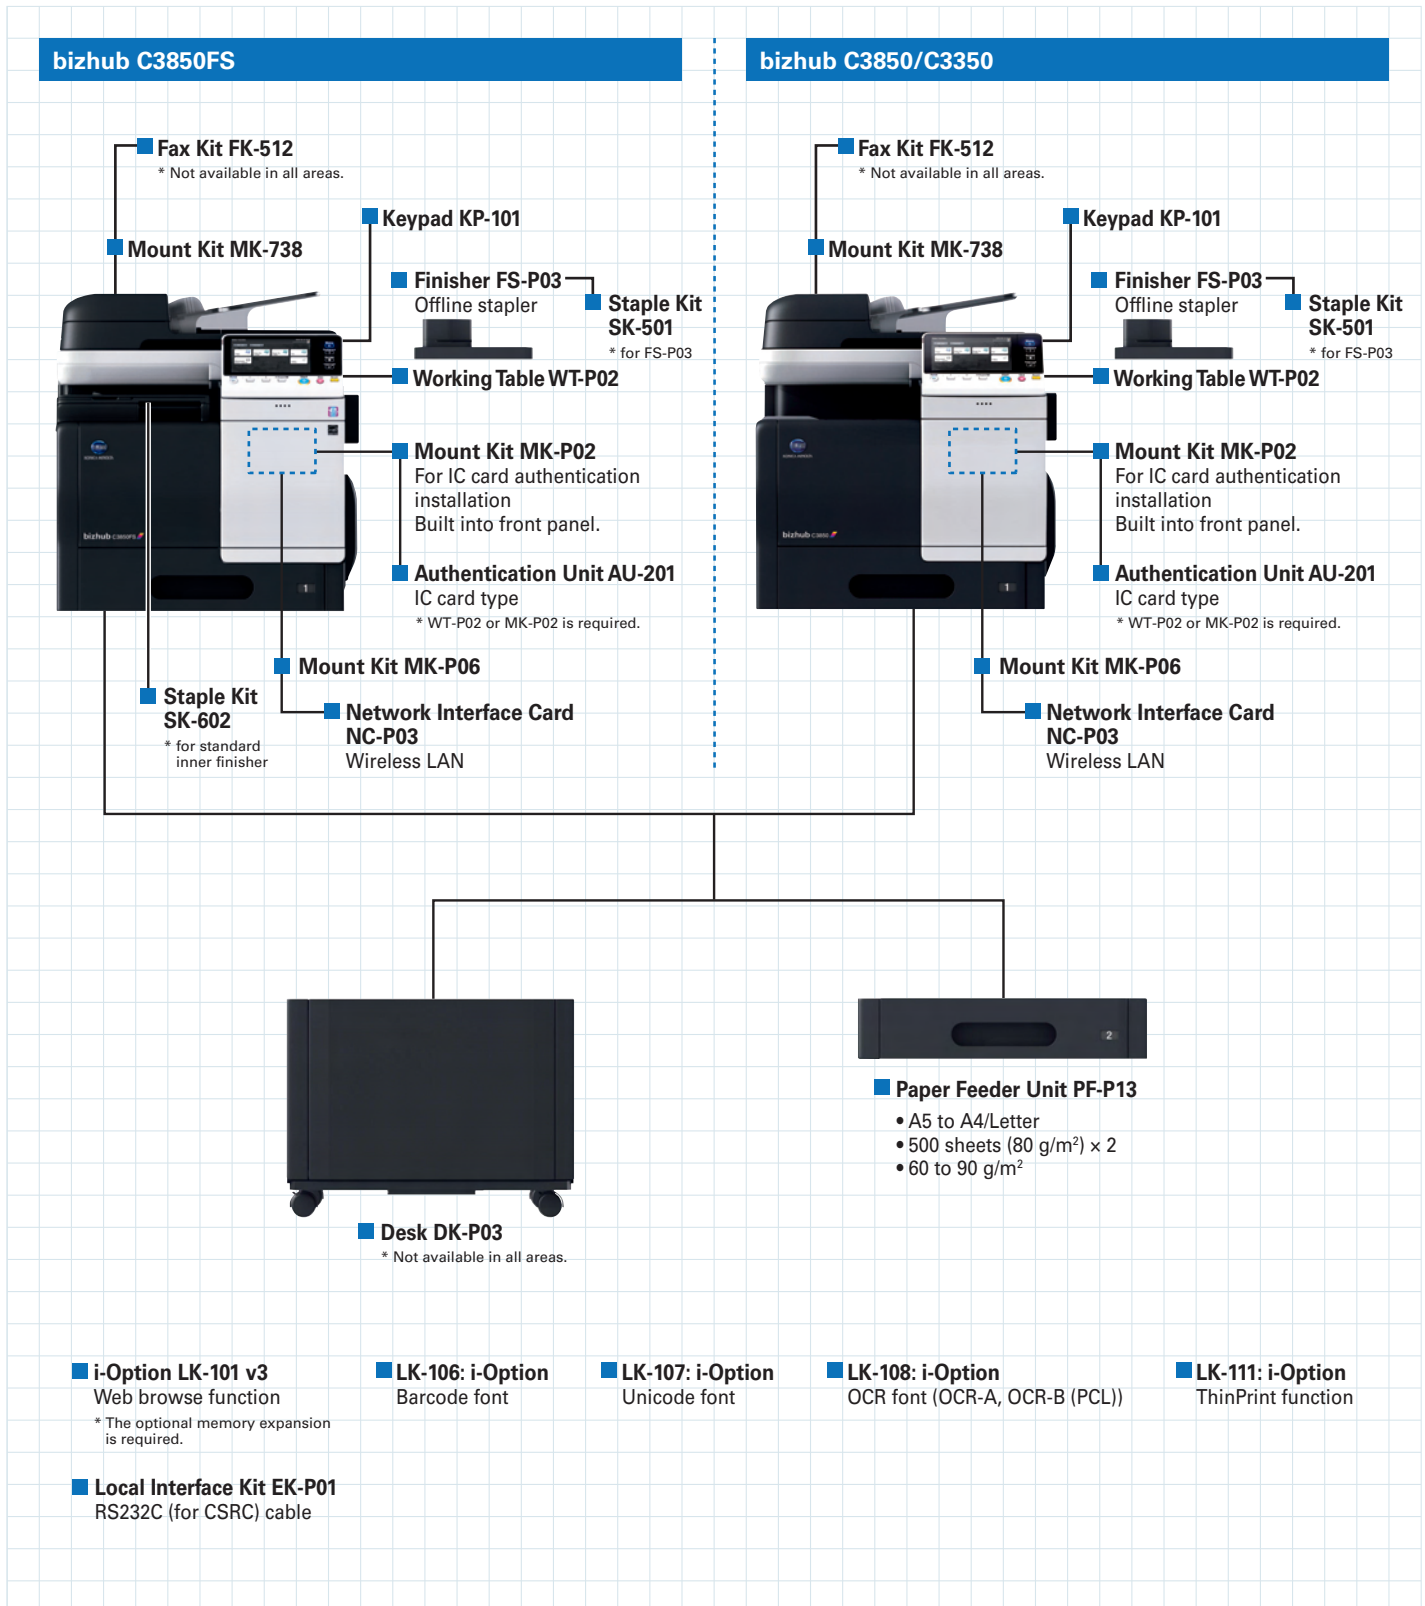 bizhub C3850FS
Fax Kit FK-512
* Not available in all areas.
Keypad KP-101
Mount Kit MK-738
Finisher FS-P03
Offline stapler
Staple Kit
SK-501
* for FS-P03
Working Table WT-P02
Mount Kit MK-P02
For IC card authentication
installation
Built into front panel.
bizhub C3850FS
1
Authentication Unit AU-201
IC card type
* WT-P02 or MK-P02 is required.
Mount Kit MK-P06
Staple Kit
SK-602
* for standard
inner finisher
Network Interface Card
NC-P03
Wireless LAN
bizhub C3850/C3350
Fax Kit FK-512
* Not available in all areas.
Keypad KP-101
Mount Kit MK-738
Finisher FS-P03
Offline stapler
Staple Kit
SK-501
* for FS-P03
Working Table WT-P02
Mount Kit MK-P02
For IC card authentication
installation
Built into front panel.
bizhub C3850
1
Authentication Unit AU-201
IC card type
* WT-P02 or MK-P02 is required.
Mount Kit MK-P06
Network Interface Card
NC-P03
Wireless LAN
2
Paper Feeder Unit PF-P13
• A5 to A4/Letter
• 500 sheets (80 g/m²) × 2
• 60 to 90 g/m²
Desk DK-P03
* Not available in all areas.
i-Option LK-101 v3
Web browse function
* The optional memory expansion
is required.
LK-106: i-Option
Barcode font
LK-107: i-Option
Unicode font
LK-108: i-Option
OCR font (OCR-A, OCR-B (PCL))
LK-111: i-Option
ThinPrint function
Local Interface Kit EK-P01
RS232C (for CSRC) cable